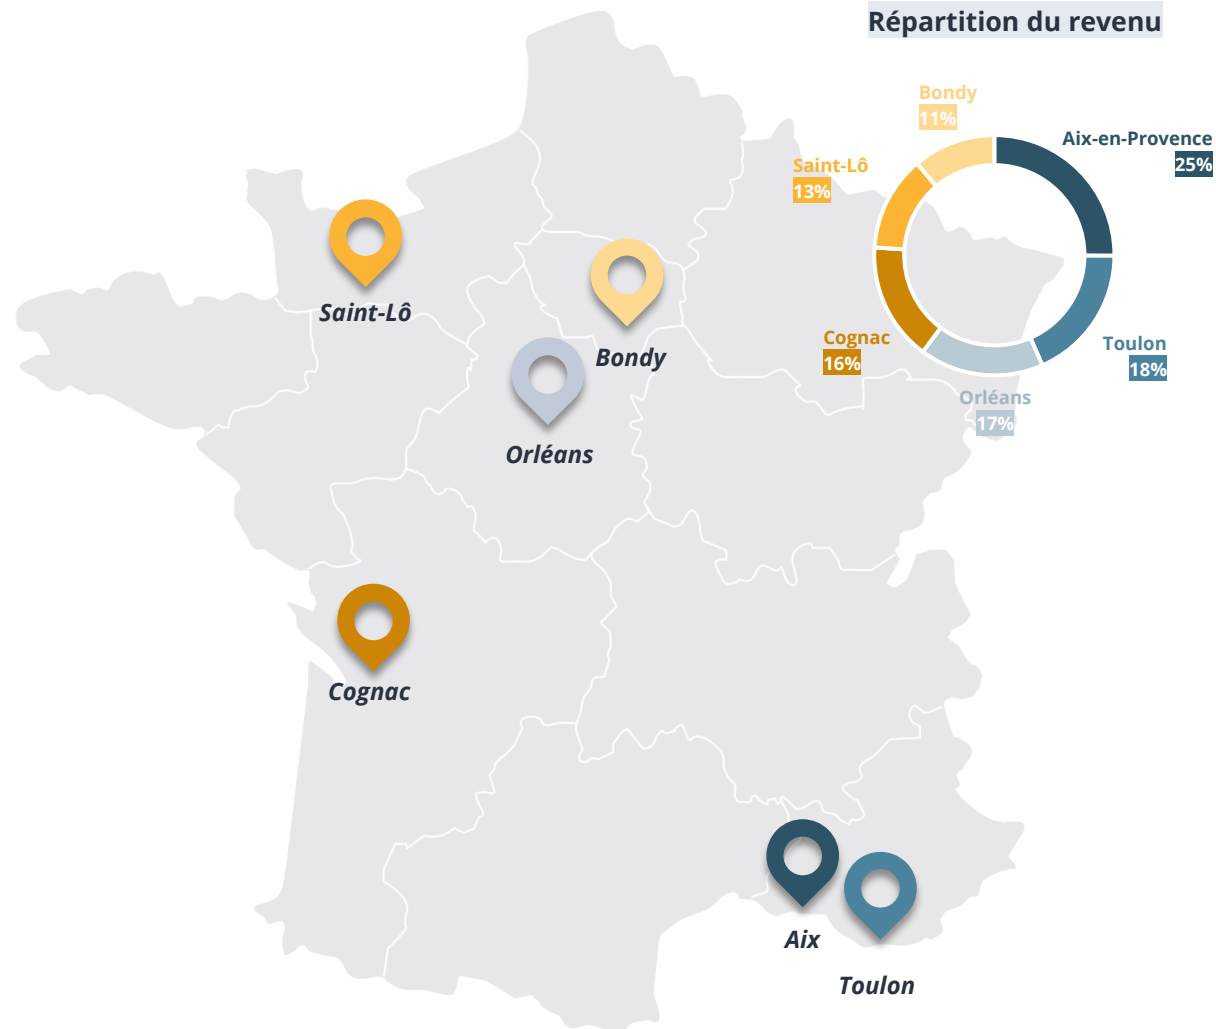 Répartition du revenu
Bondy
11%
Aix-en-Provence
25%
Saint-Lô
13%
Cognac
16%
Toulon
18%
Orléans
17%
Saint-Lô
Bondy
Orléans
Cognac
Aix
Toulon